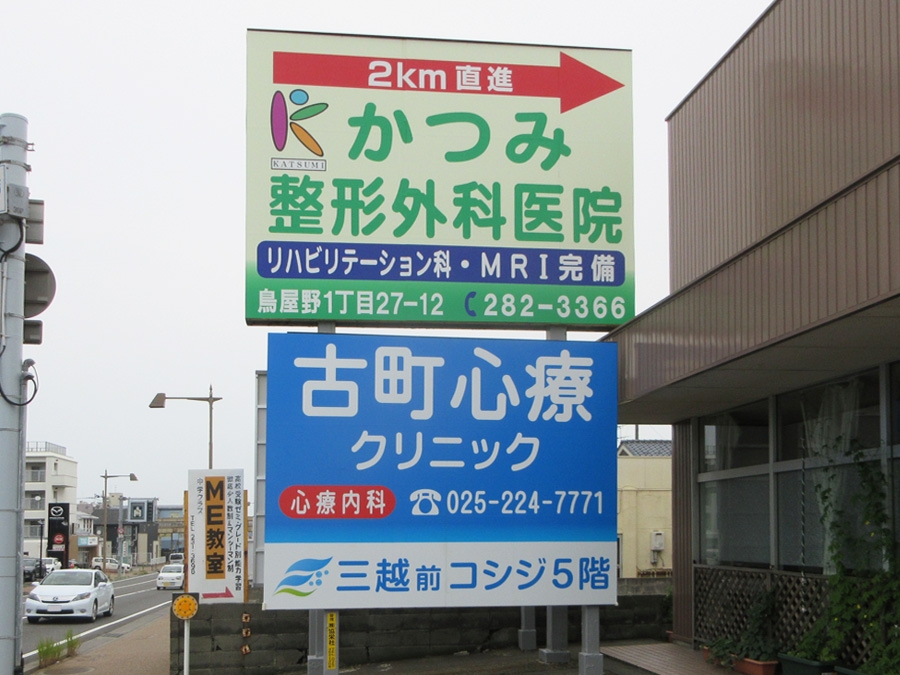 2km 直進
かつみ
KATSUMI
整形外科医院
リハビリテーション科・MRI完備
鳥屋野1丁目27-12 282-3366
古町心療
クリニック
心療内科 025-224-7771
三越前コシジ5階
ME教室